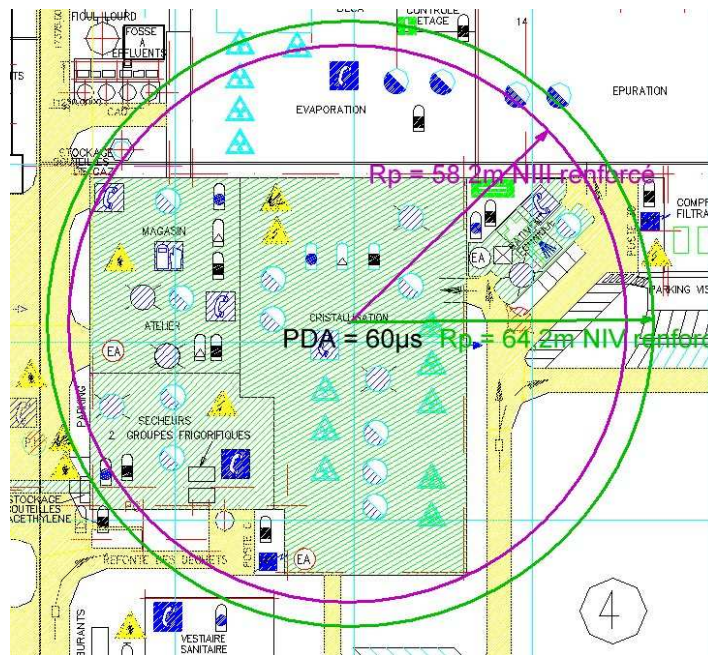 FIOUL LOURD
FOSSE
A
EFFLUENTS
CONTROLE
ETAGE
14
EVAPORATION
EPURATION
STOCKAGE
BOUTEILLES
DE GAZ
Rp = 58,2m NIII renforcé
MAGASIN
POSTE
EA
PARKING VIS
CRISTALLISATION
PDA = 60µs
Rp = 64,2m NIV renforc
ATELIER
EA
PARKING
SECHEURS
2 GROUPES FRIGORIFIQUES
STOCKAGE
BOUTEILLES
ACETHYLENE
POSTE C
REFONTE DES DECHETS
EA
4
VESTIAIRE
SANITAIRE